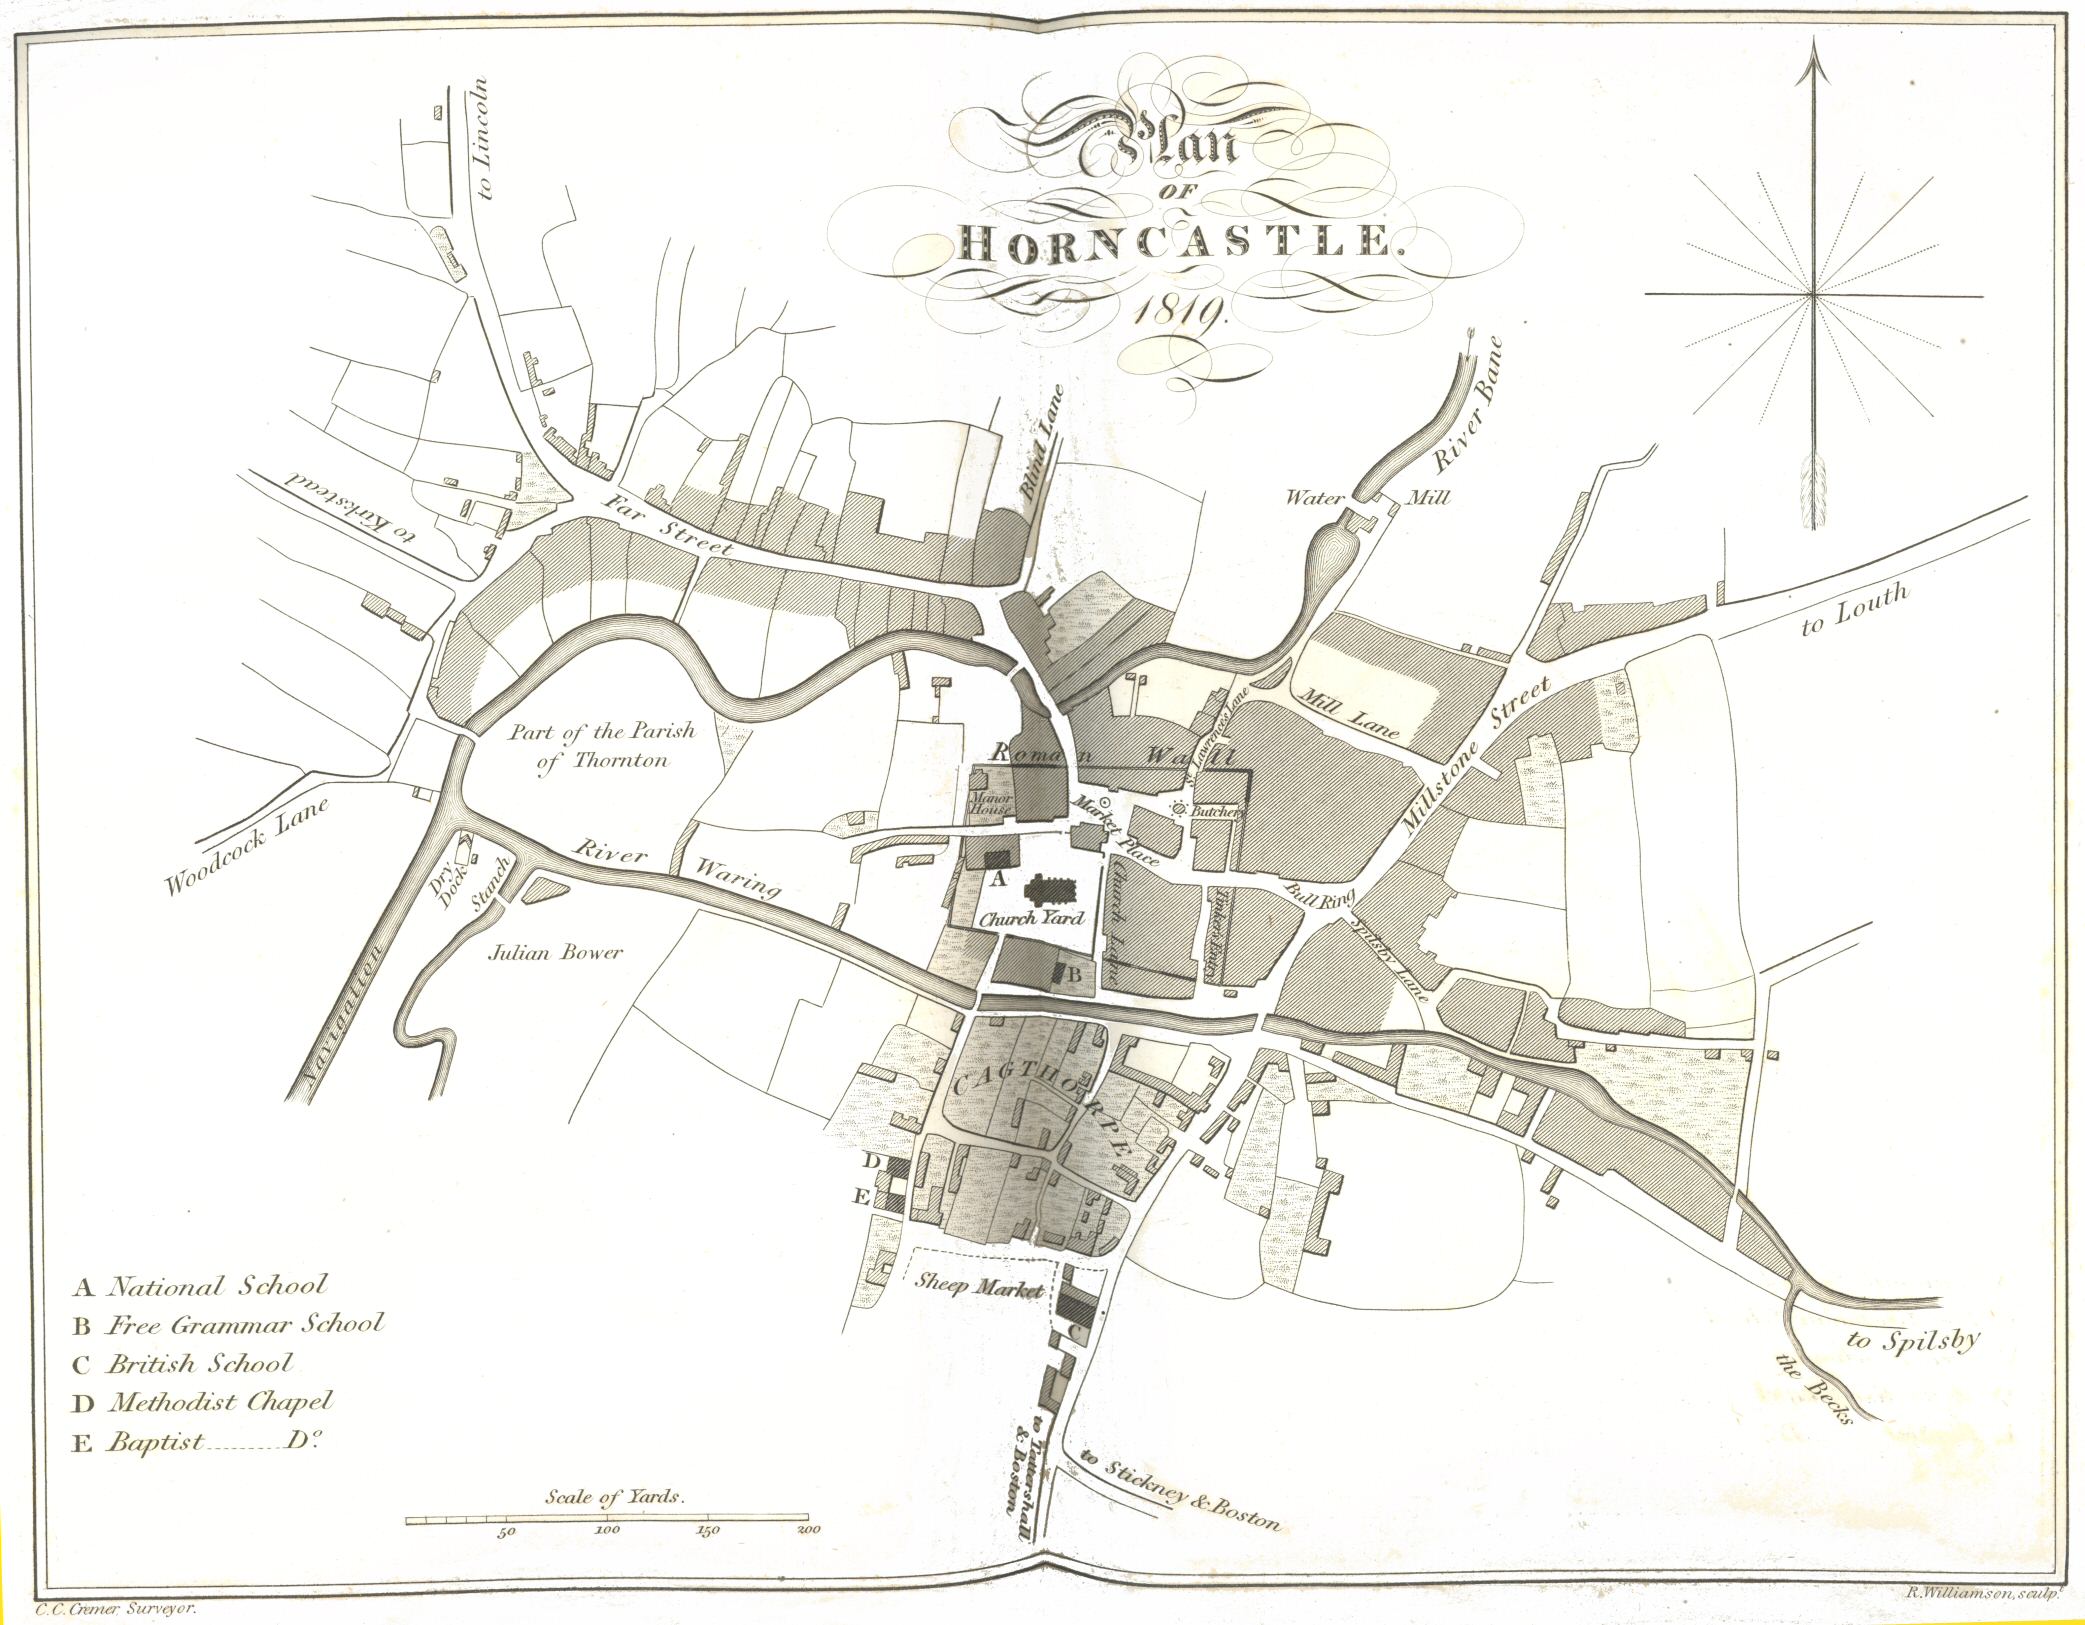 Plan
OF
HORNCASTLE.
1819.
to Lincoln
Blind Lane
River Bane
Water Mill
to Kirkstead
Far Street
to Louth
Mill Lane
Millstone Street
St. Lawrences Lane
Part of the Parish
of Thornton
Roman Wall
Manor
House
Market Place
Butchery
Woodcock Lane
River Waring
Dry
Dock
Stanch
A
Church Yard
Church Lane
Bull Ring
Spilsby Lane
B
Julian Bower
Navigation
CAGTHORPE
D
E
Sheep Market
C
to Spilsby
the Becks
to Tattershall
& Boston
to Stickney & Boston
A National School
B Free Grammar School
C British School
D Methodist Chapel
E Baptist.........Do.
Scale of Yards.
50 100 150 200
C.C. Cremer, Surveyor.
R. Williamson, sculpt.